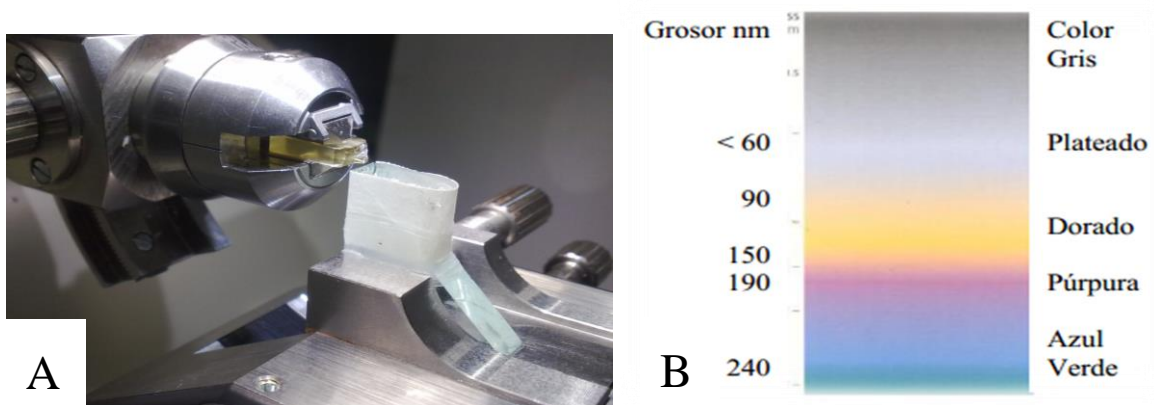 A
B
Grosor nm
< 60
90
150
190
240
Color
Gris
Plateado
Dorado
Púrpura
Azul
Verde